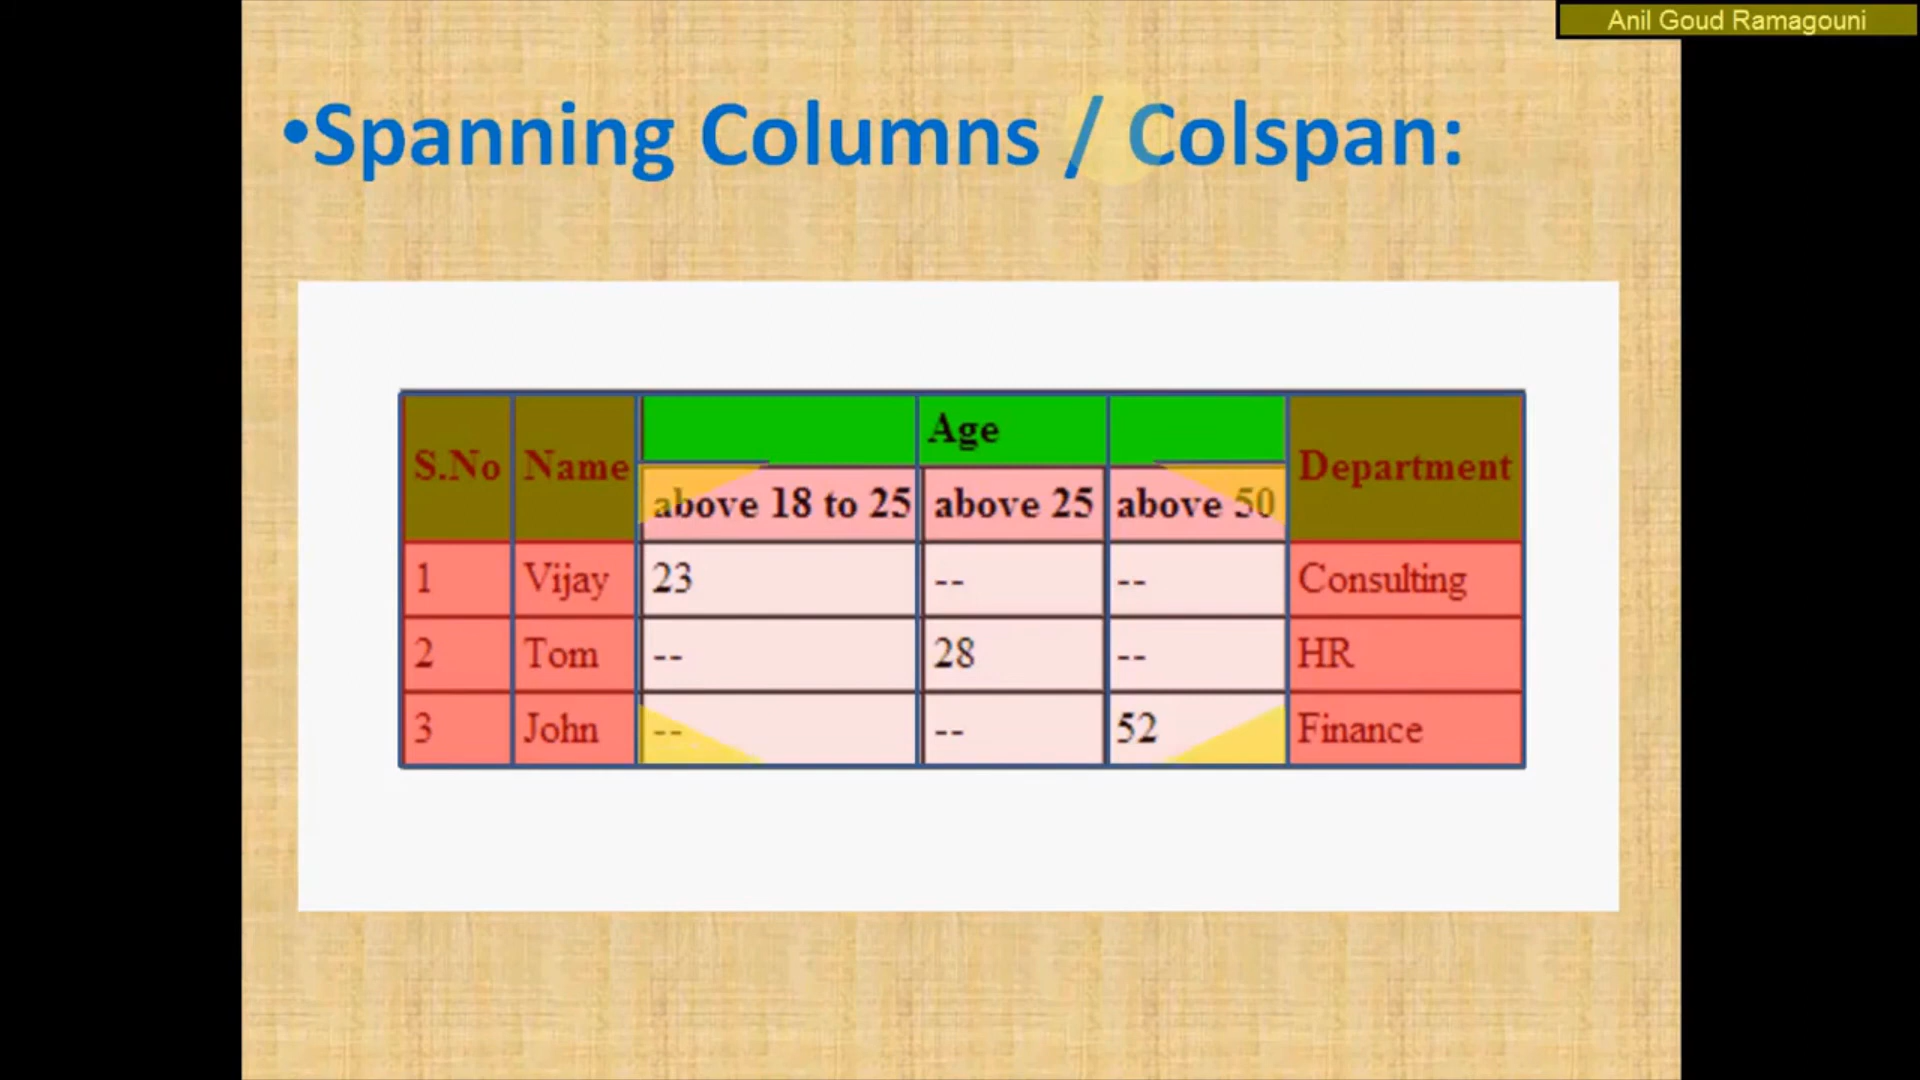 Anil Goud Ramagouni
•Spanning Columns / Colspan:
S.No Name Age Department
above 18 to 25 above 25 above 50
1 Vijay 23 -- -- Consulting
2 Tom -- 28 -- HR
3 John -- -- 52 Finance